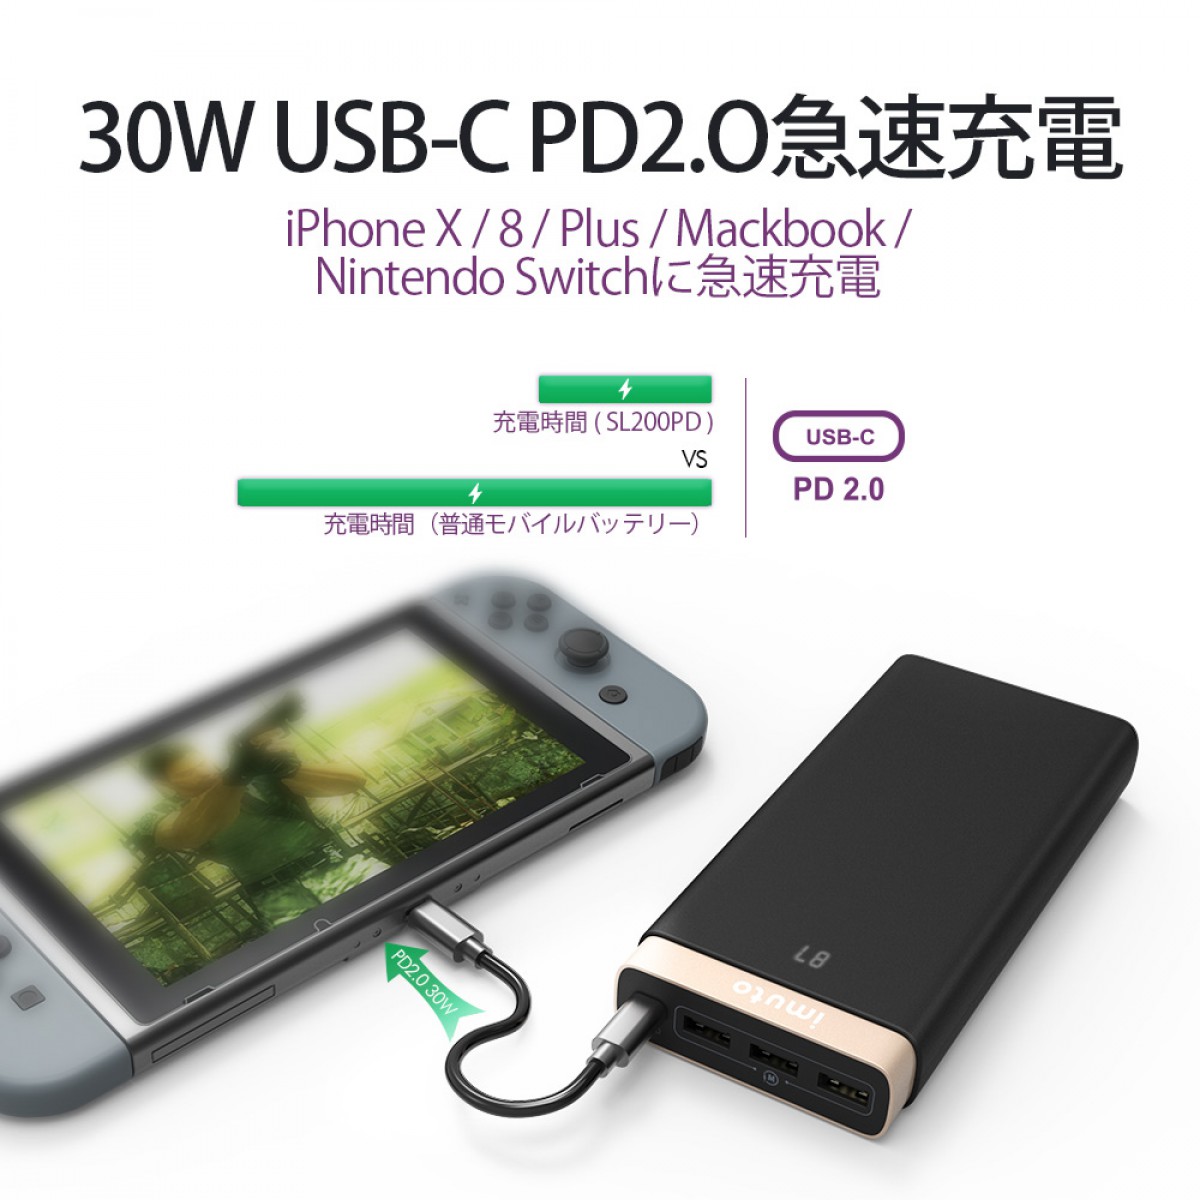 30W USB-C PD2.0急速充電
iPhone X / 8 / Plus / Mackbook /
Nintendo Switchに急速充電
充電時間 ( SL200PD )
VS
充電時間（普通モバイルバッテリー）
USB-C
PD 2.0
PD2.0 30W
87
imuto